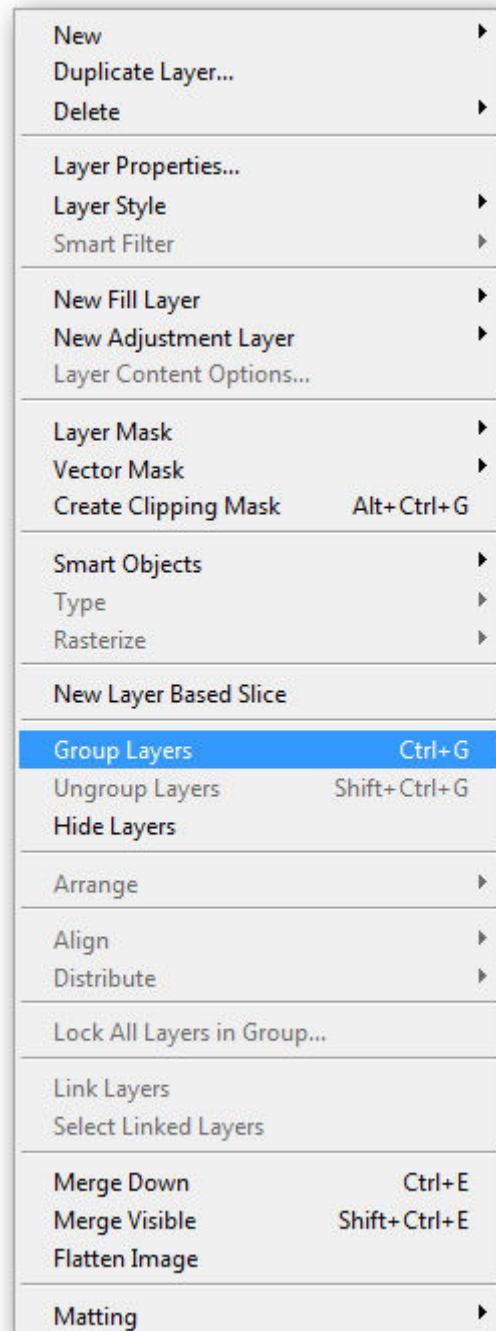 New
Duplicate Layer...
Delete
Layer Properties...
Layer Style
Smart Filter
New Fill Layer
New Adjustment Layer
Layer Content Options...
Layer Mask
Vector Mask
Create Clipping Mask Alt+Ctrl+G
Smart Objects
Type
Rasterize
New Layer Based Slice
Group Layers Ctrl+G
Ungroup Layers Shift+Ctrl+G
Hide Layers
Arrange
Align
Distribute
Lock All Layers in Group...
Link Layers
Select Linked Layers
Merge Down Ctrl+E
Merge Visible Shift+Ctrl+E
Flatten Image
Matting